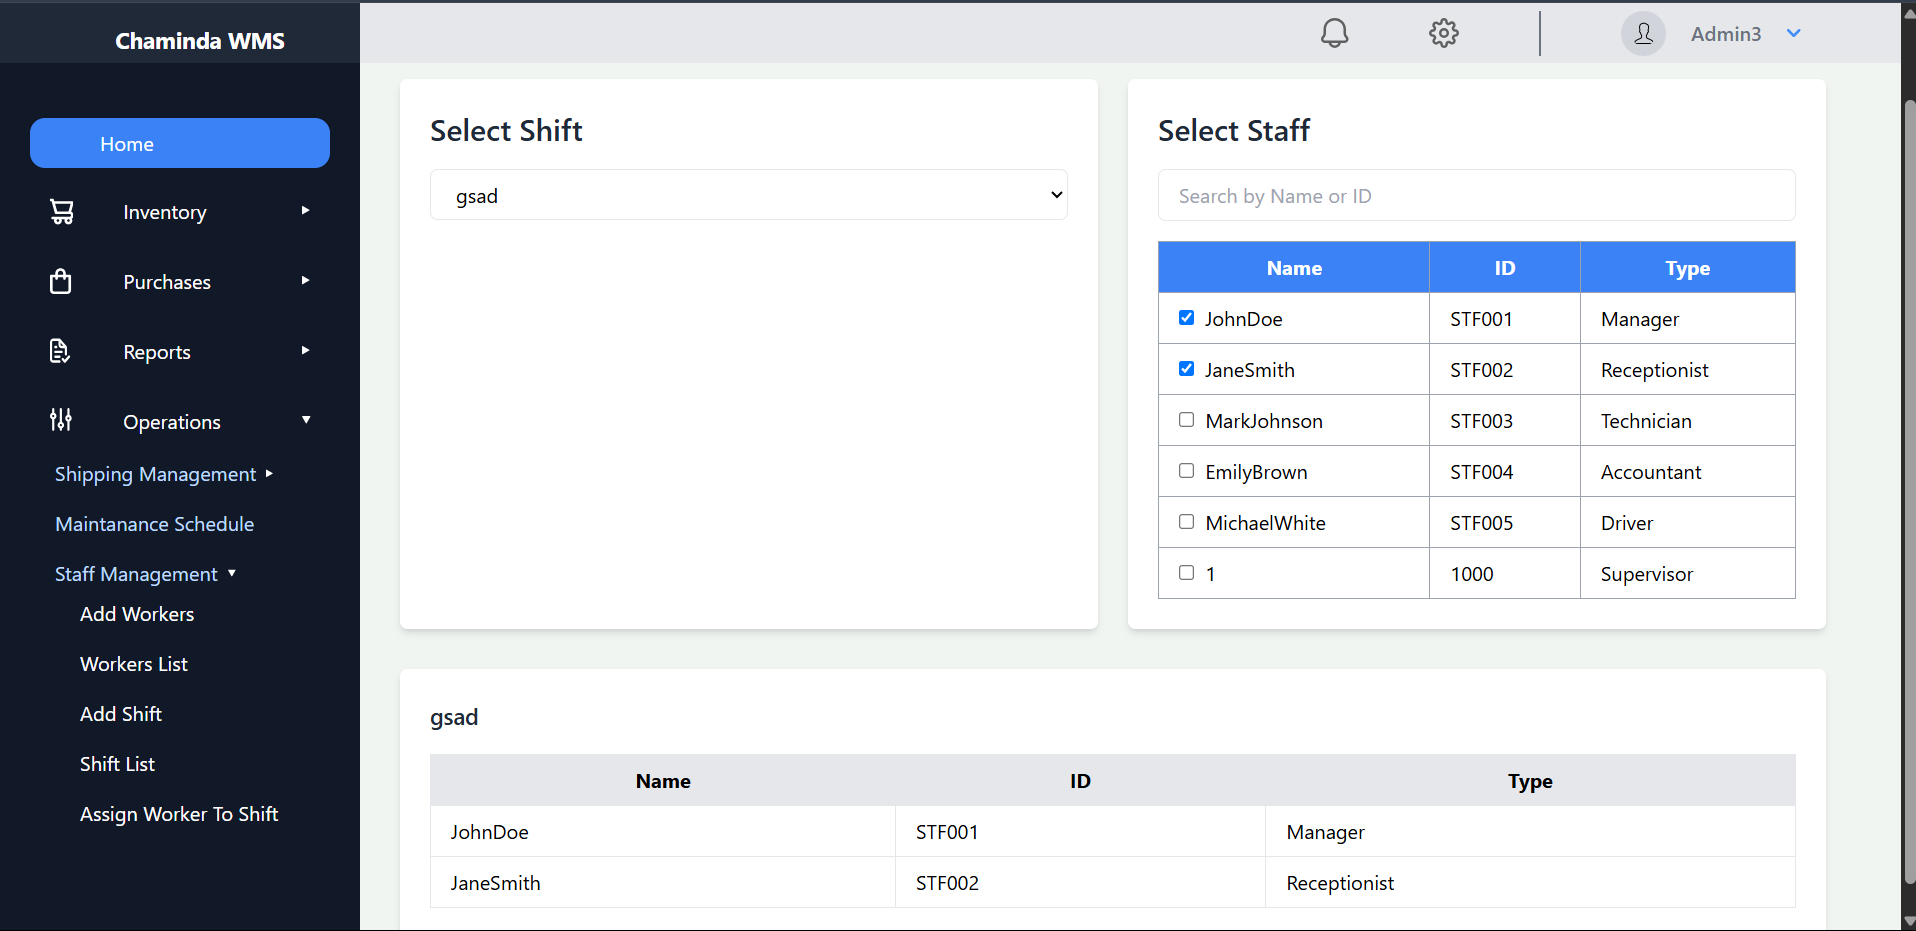 Chaminda WMS
Admin3
Home
Inventory
Purchases
Reports
Operations
Shipping Management
Maintanance Schedule
Staff Management
Add Workers
Workers List
Add Shift
Shift List
Assign Worker To Shift
Select Shift
gsad
Select Staff
Search by Name or ID
Name ID Type
JohnDoe STF001 Manager
JaneSmith STF002 Receptionist
MarkJohnson STF003 Technician
EmilyBrown STF004 Accountant
MichaelWhite STF005 Driver
1 1000 Supervisor
gsad
Name ID Type
JohnDoe STF001 Manager
JaneSmith STF002 Receptionist